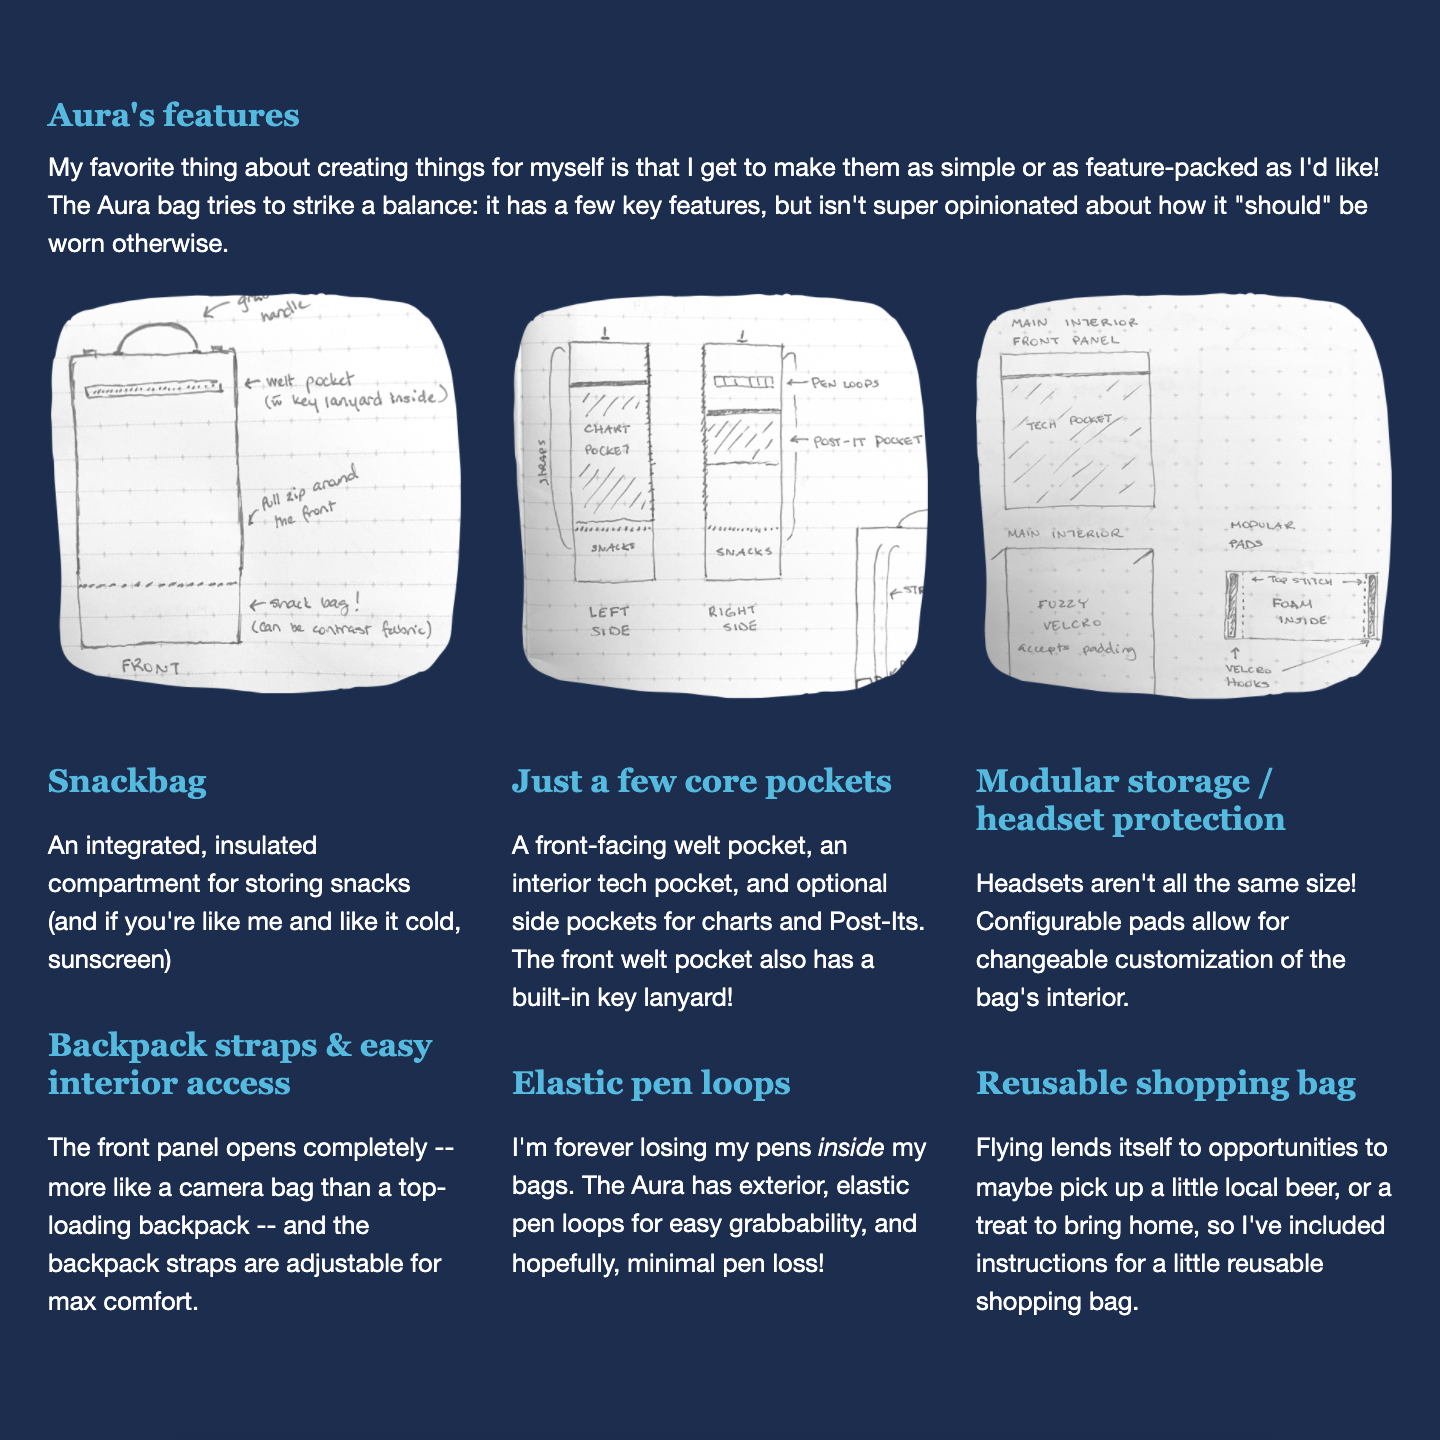 Aura's features
My favorite thing about creating things for myself is that I get to make them as simple or as feature-packed as I'd like!
The Aura bag tries to strike a balance: it has a few key features, but isn't super opinionated about how it "should" be
worn otherwise.
handle
welt pocket
(w̄ key lanyard inside)
full zip around
the front
snack bag!
(can be contrast fabric)
FRONT
STRAPS
CHART
POCKET
SNACKS
LEFT
SIDE
PEN LOOPS
POST-IT POCKET
SNACKS
RIGHT
SIDE
MAIN INTERIOR
FRONT PANEL
TECH POCKET
MAIN INTERIOR
FUZZY
VELCRO
accepts padding
MODULAR
PADS
TOP STITCH
FOAM
INSIDE
VELCRO
HOOKS
Snackbag
An integrated, insulated
compartment for storing snacks
(and if you're like me and like it cold,
sunscreen)
Just a few core pockets
A front-facing welt pocket, an
interior tech pocket, and optional
side pockets for charts and Post-Its.
The front welt pocket also has a
built-in key lanyard!
Modular storage /
headset protection
Headsets aren't all the same size!
Configurable pads allow for
changeable customization of the
bag's interior.
Backpack straps & easy
interior access
The front panel opens completely --
more like a camera bag than a top-
loading backpack -- and the
backpack straps are adjustable for
max comfort.
Elastic pen loops
I'm forever losing my pens inside my
bags. The Aura has exterior, elastic
pen loops for easy grabbability, and
hopefully, minimal pen loss!
Reusable shopping bag
Flying lends itself to opportunities to
maybe pick up a little local beer, or a
treat to bring home, so I've included
instructions for a little reusable
shopping bag.